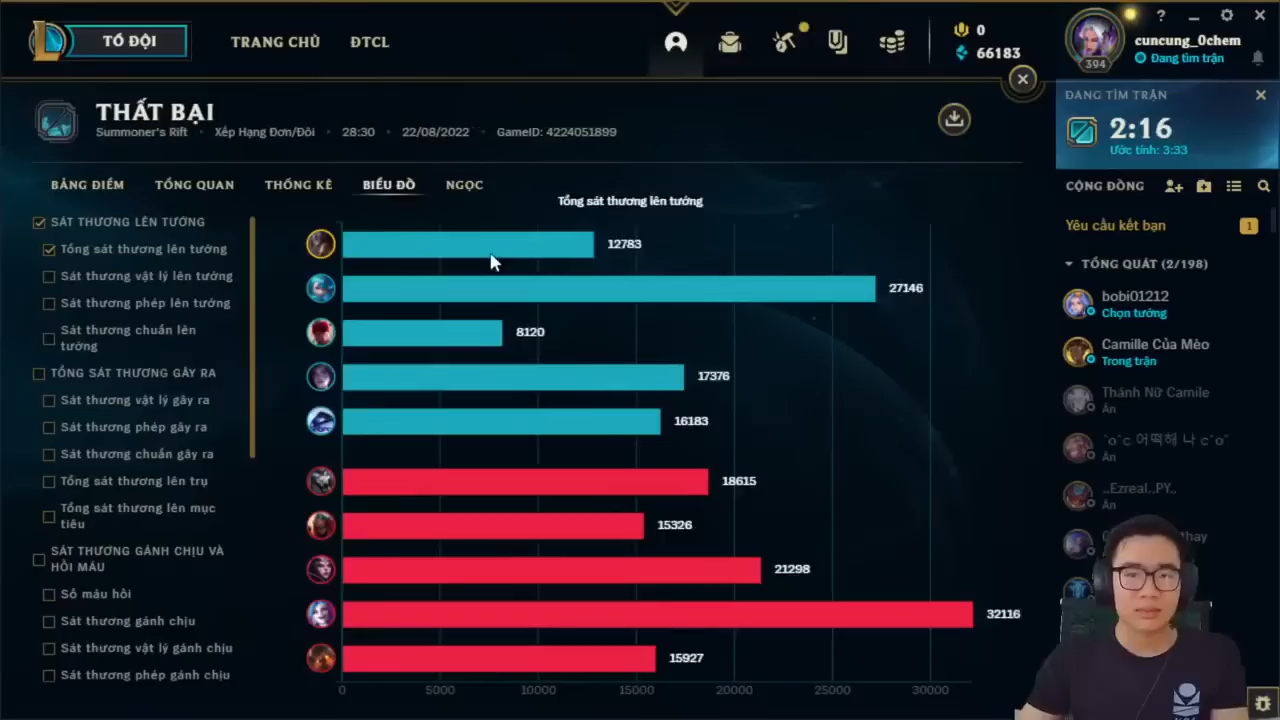 TỔ ĐỘI
TRANG CHỦ
ĐTCL
0
66183
394
?
cuncung_0chem
Đang tìm trận
THẤT BẠI
Summoner's Rift • Xếp Hạng Đơn/Đôi • 28:30 • 22/08/2022 • GameID: 4224051899
ĐANG TÌM TRẬN
2:16
Ước tính: 3:33
BẢNG ĐIỂM
TỔNG QUAN
THỐNG KÊ
BIỂU ĐỒ
NGỌC
CỘNG ĐỒNG
Yêu cầu kết bạn
1
TỔNG QUÁT (2/198)
bobi01212
Chọn tướng
Camille Của Mèo
Trong trận
Thánh Nữ Camile
Ẩn
`o`c 어떡해 나 c`o´
Ẩn
..Ezreal..PY..
Ẩn
SÁT THƯƠNG LÊN TƯỚNG
Tổng sát thương lên tướng
Sát thương vật lý lên tướng
Sát thương phép lên tướng
Sát thương chuẩn lên
tướng
TỔNG SÁT THƯƠNG GÂY RA
Sát thương vật lý gây ra
Sát thương phép gây ra
Sát thương chuẩn gây ra
Tổng sát thương lên trụ
Tổng sát thương lên mục
tiêu
SÁT THƯƠNG GÁNH CHỊU VÀ
HỒI MÁU
Số máu hồi
Sát thương gánh chịu
Sát thương vật lý gánh chịu
Sát thương phép gánh chịu
Tổng sát thương lên tướng
12783
27146
8120
17376
16183
18615
15326
21298
32116
15927
0
5000
10000
15000
20000
25000
30000